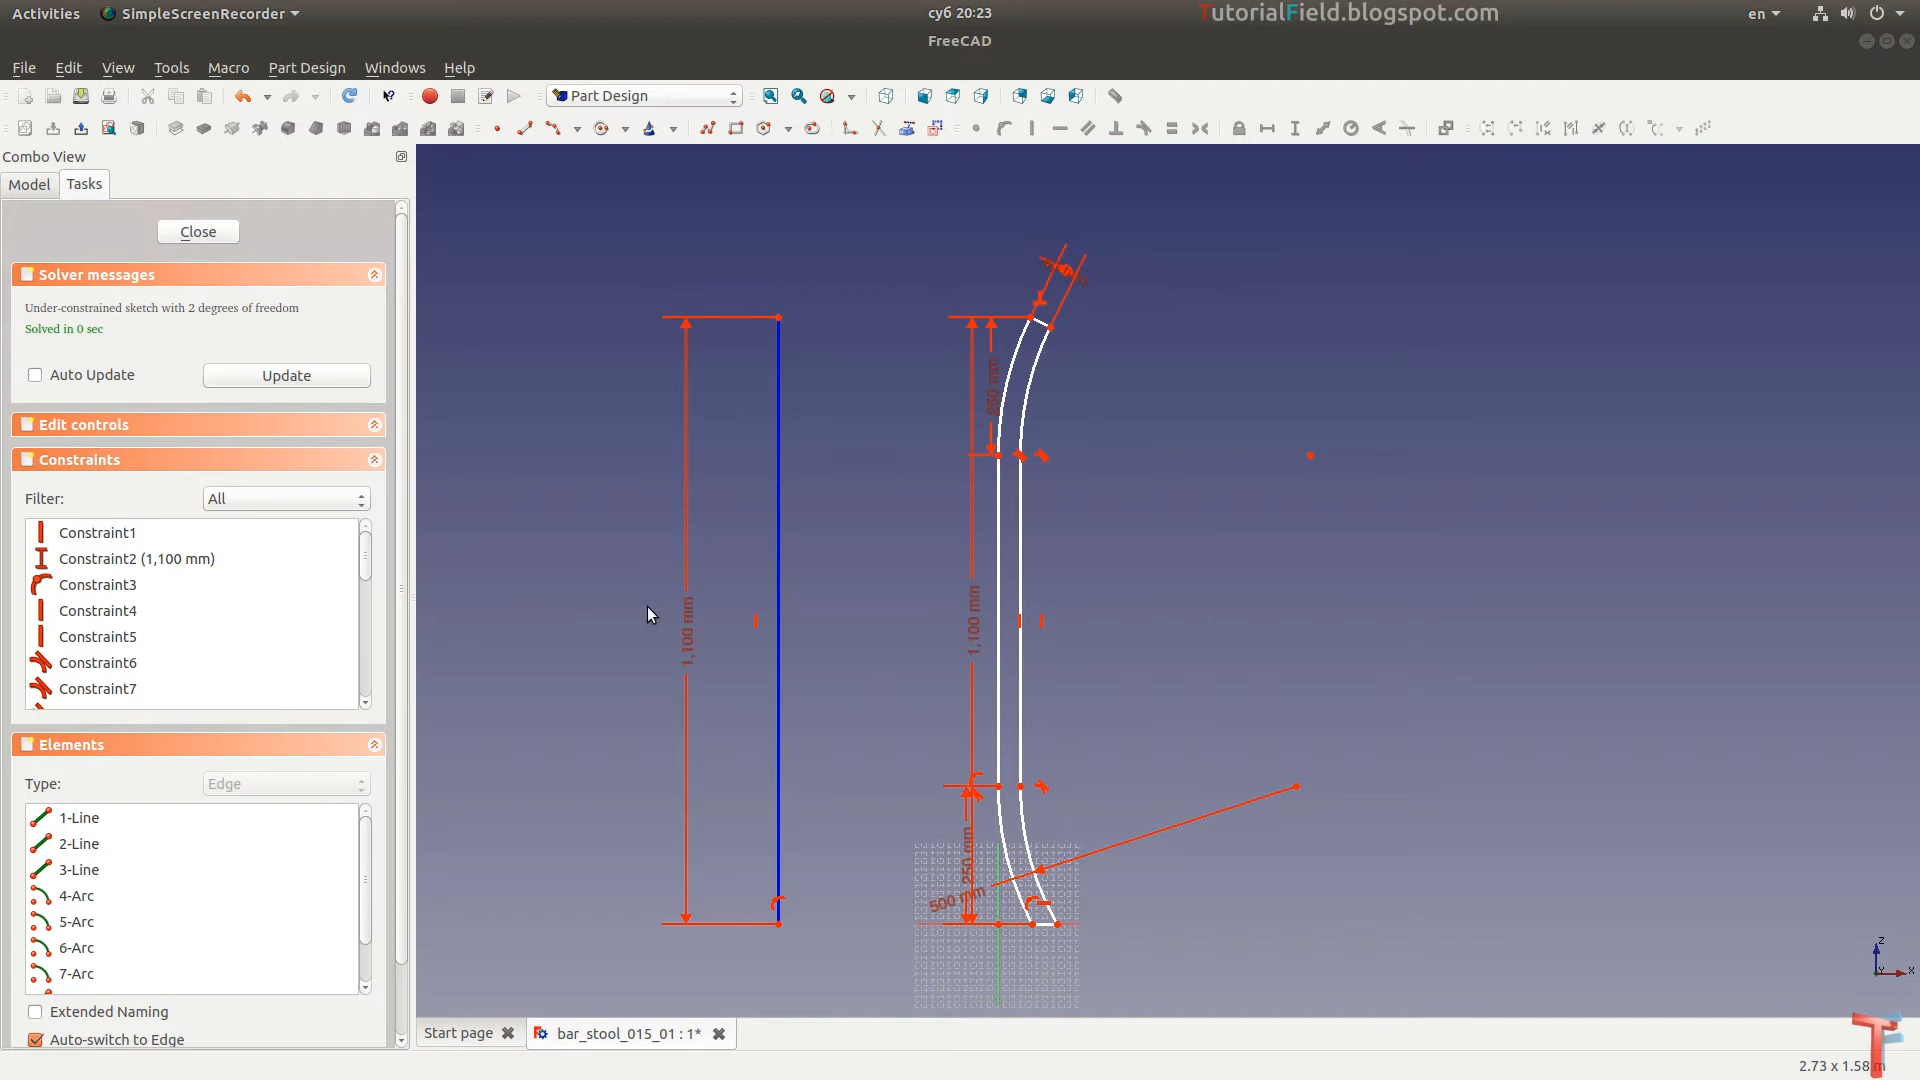 Activities SimpleScreenRecorder суб 20:23 TutorialField.blogspot.com en
FreeCAD
File Edit View Tools Macro Part Design Windows Help
Part Design
Combo View
Model Tasks
Close
Solver messages
Under-constrained sketch with 2 degrees of freedom
Solved in 0 sec
Auto Update Update
Edit controls
Constraints
Filter: All
Constraint1
Constraint2 (1,100 mm)
Constraint3
Constraint4
Constraint5
Constraint6
Constraint7
Elements
Type: Edge
1-Line
2-Line
3-Line
4-Arc
5-Arc
6-Arc
7-Arc
Extended Naming
Auto-switch to Edge
250 mm
1,100 mm
1,100 mm
250 mm
500 mm
Z
Y
X
Start page bar_stool_015_01 : 1*
2.73 x 1.58